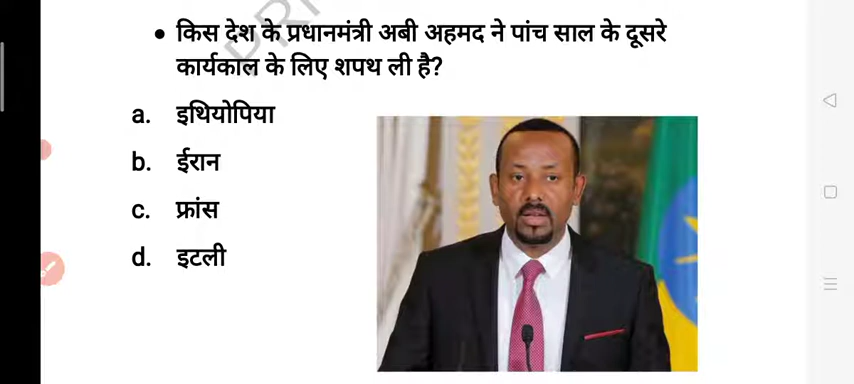 • किस देश के प्रधानमंत्री अबी अहमद ने पांच साल के दूसरे
कार्यकाल के लिए शपथ ली है?
a. इथियोपिया
b. ईरान
c. फ्रांस
d. इटली